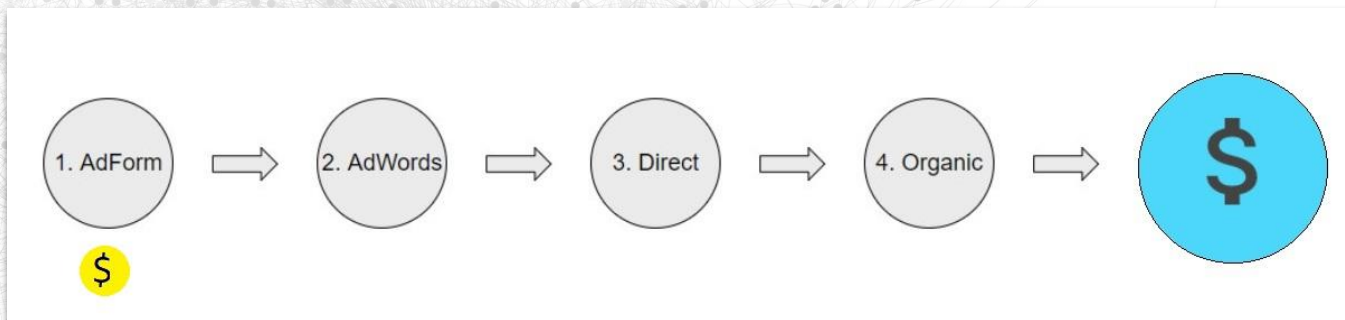 1. AdForm
2. AdWords
3. Direct
4. Organic
$
$